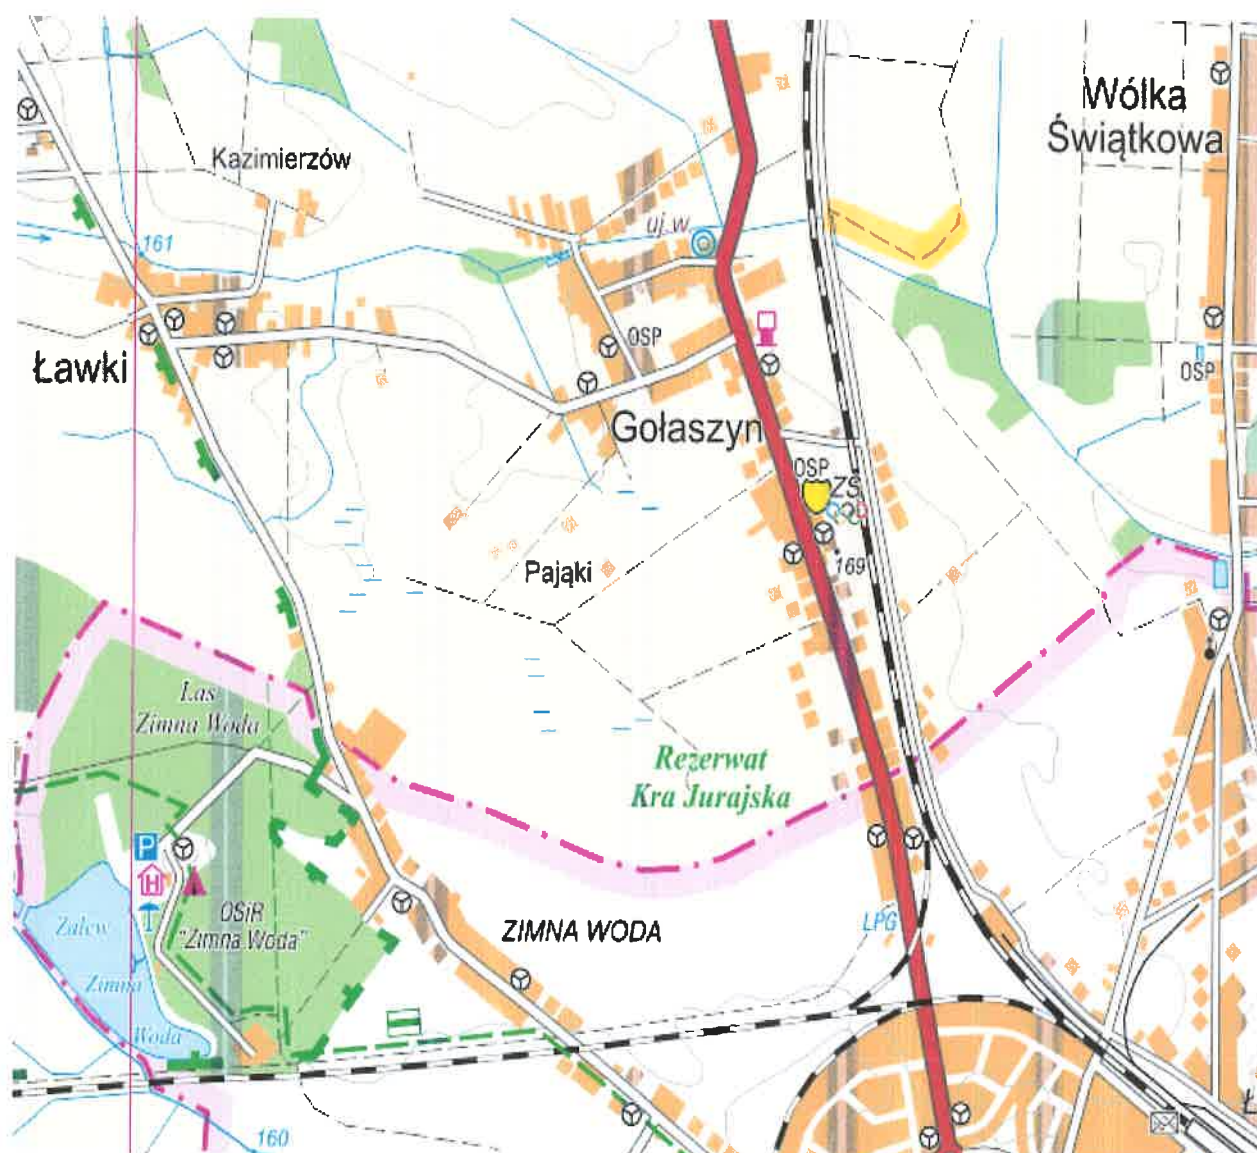 Wólka
Świątkowa
Kazimierzów
uj.w
161
OSP
Ławki
OSP
Gołaszyn
OSP
ZS
169
Pająki
Las
Zimna Woda
Rezerwat
Kra Jurajska
P
H
OSiR
"Zimna Woda"
ZIMNA WODA
LPG
Zalew
Zimna
Woda
160
Ł